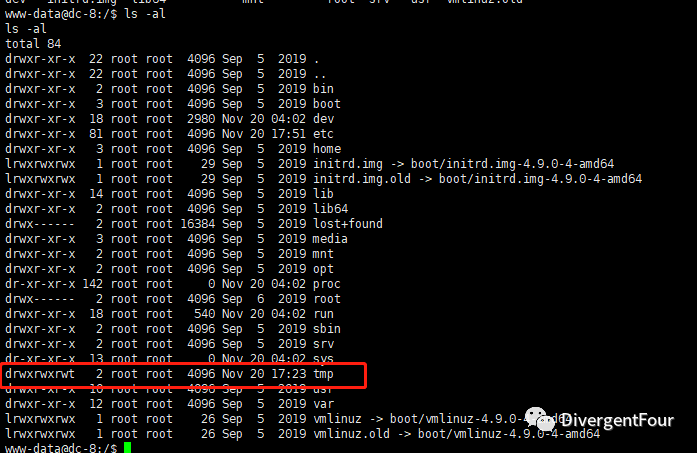 www-data@dc-8:/$ ls -al
ls -al
total 84
drwxr-xr-x  22 root root  4096 Sep  5  2019 .
drwxr-xr-x  22 root root  4096 Sep  5  2019 ..
drwxr-xr-x   2 root root  4096 Sep  5  2019 bin
drwxr-xr-x   3 root root  4096 Sep  5  2019 boot
drwxr-xr-x  18 root root  2980 Nov 20 04:02 dev
drwxr-xr-x  81 root root  4096 Nov 20 17:51 etc
drwxr-xr-x   3 root root  4096 Sep  5  2019 home
lrwxrwxrwx   1 root root    29 Sep  5  2019 initrd.img -> boot/initrd.img-4.9.0-4-amd64
lrwxrwxrwx   1 root root    29 Sep  5  2019 initrd.img.old -> boot/initrd.img-4.9.0-4-amd64
drwxr-xr-x  14 root root  4096 Sep  5  2019 lib
drwxr-xr-x   2 root root  4096 Sep  5  2019 lib64
drwx------   2 root root 16384 Sep  5  2019 lost+found
drwxr-xr-x   3 root root  4096 Sep  5  2019 media
drwxr-xr-x   2 root root  4096 Sep  5  2019 mnt
drwxr-xr-x   2 root root  4096 Sep  5  2019 opt
dr-xr-xr-x 142 root root     0 Nov 20 04:02 proc
drwx------   2 root root  4096 Sep  6  2019 root
drwxr-xr-x  18 root root   540 Nov 20 04:02 run
drwxr-xr-x   2 root root  4096 Sep  5  2019 sbin
drwxr-xr-x   2 root root  4096 Sep  5  2019 srv
dr-xr-xr-x  13 root root     0 Nov 20 04:02 sys
drwxrwxrwt   2 root root  4096 Nov 20 17:23 tmp
drwxr-xr-x  10 root root  4096 Sep  5  2019 usr
drwxr-xr-x  12 root root  4096 Sep  5  2019 var
lrwxrwxrwx   1 root root    26 Sep  5  2019 vmlinuz -> boot/vmlinuz-4.9.0-4-amd64
lrwxrwxrwx   1 root root    26 Sep  5  2019 vmlinuz.old -> boot/vmlinuz-4.9.0-4-amd64
www-data@dc-8:/$
DivergentFour